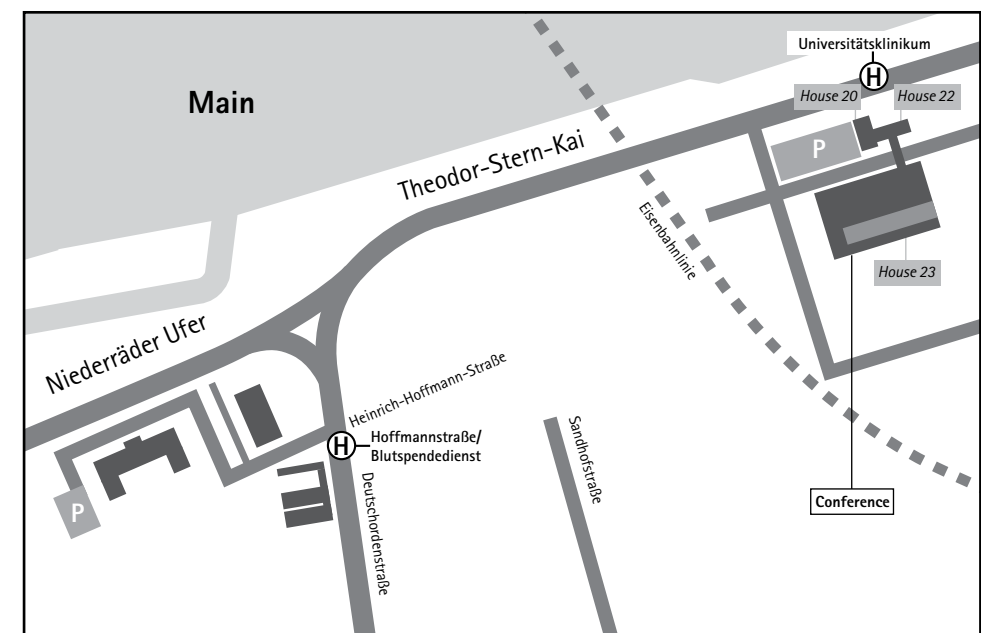 Universitätsklinikum
H
House 20
House 22
Main
P
Theodor-Stern-Kai
Eisenbahnlinie
House 23
Niederräder Ufer
Heinrich-Hoffmann-Straße
H
Hoffmannstraße/
Blutspendedienst
Sandhofstraße
Deutschordenstraße
P
Conference